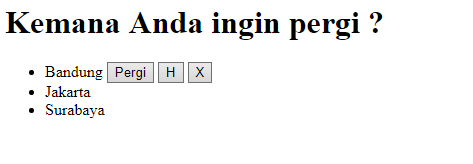 Kemana Anda ingin pergi ?
Bandung Pergi H X
Jakarta
Surabaya